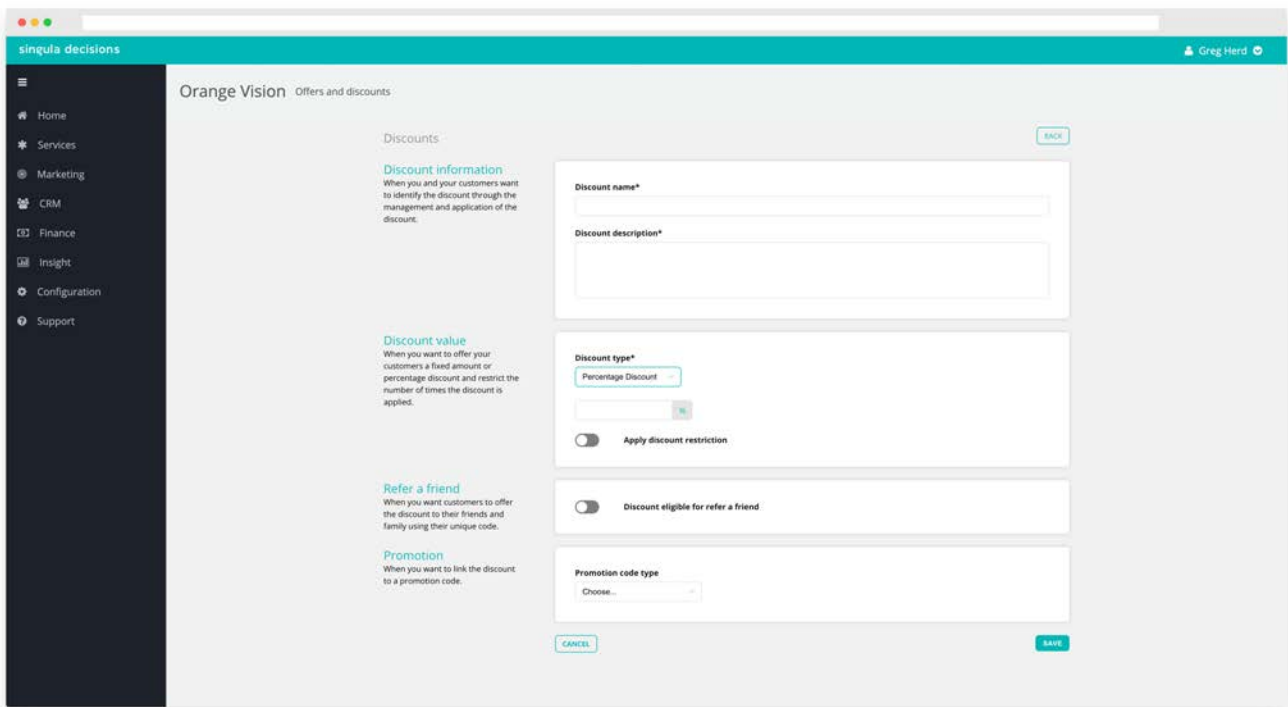 singula decisions
Greg Herd
Orange Vision Offers and discounts
Home
Services
Marketing
CRM
Finance
Insight
Configuration
Support
Discounts
BACK
Discount information
When you and your customers want
to identify the discount through the
management and application of the
discount.
Discount name*
Discount description*
Discount value
When you want to offer your
customers a fixed amount or
percentage discount and restrict the
number of times the discount is
applied.
Discount type*
Percentage Discount
%
Apply discount restriction
Refer a friend
When you want customers to offer
the discount to their friends and
family using their unique code.
Discount eligible for refer a friend
Promotion
When you want to link the discount
to a promotion code.
Promotion code type
Choose...
CANCEL
SAVE